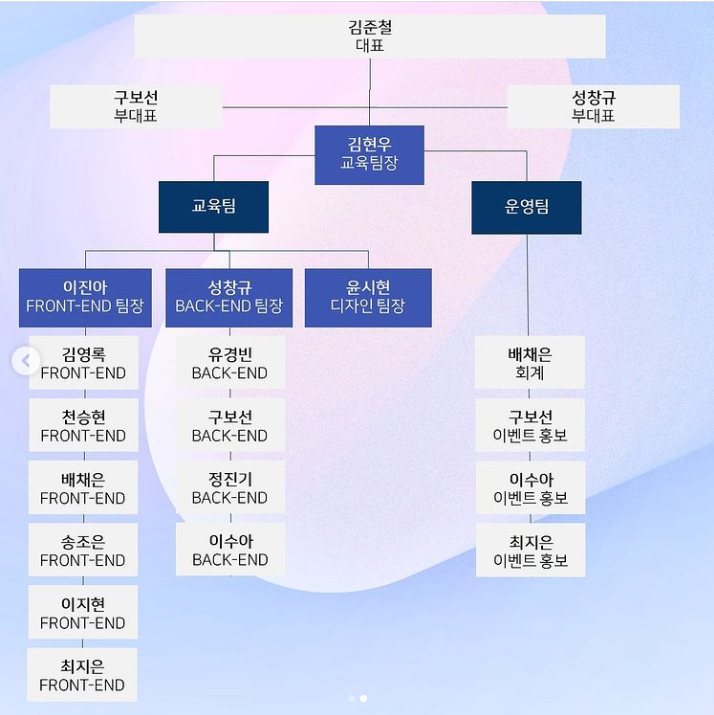 김준철
대표
구보선
부대표
성창규
부대표
김현우
교육팀장
교육팀
운영팀
이진아
FRONT-END 팀장
성창규
BACK-END 팀장
윤시현
디자인 팀장
김영록
FRONT-END
유경빈
BACK-END
배채은
회계
천승현
FRONT-END
구보선
BACK-END
구보선
이벤트 홍보
배채은
FRONT-END
정진기
BACK-END
이수아
이벤트 홍보
송조은
FRONT-END
이수아
BACK-END
최지은
이벤트 홍보
이지현
FRONT-END
최지은
FRONT-END